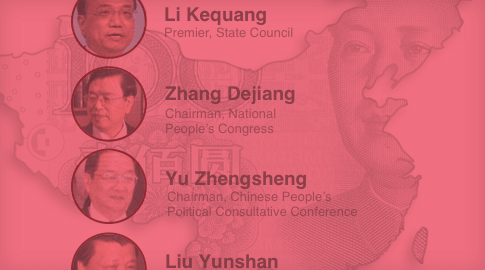 Li Kequang
Premier, State Council
Zhang Dejiang
Chairman, National
People's Congress
Yu Zhengsheng
Chairman, Chinese People's
Political Consultative Conference
Liu Yunshan